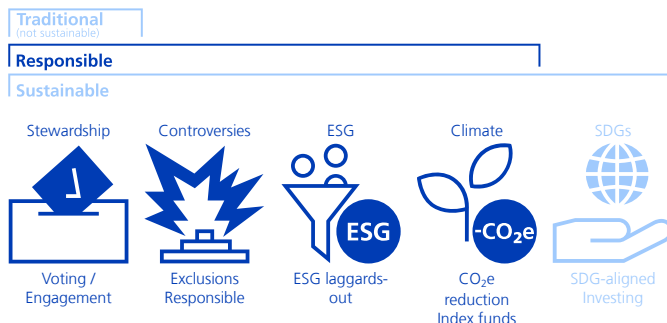 Traditional
(not sustainable)
Responsible
Sustainable
Stewardship
Controversies
ESG
Climate
SDGs
ESG
-CO₂e
Voting /
Engagement
Exclusions
Responsible
ESG laggards-
out
CO₂e
reduction
Index funds
SDG-aligned
Investing